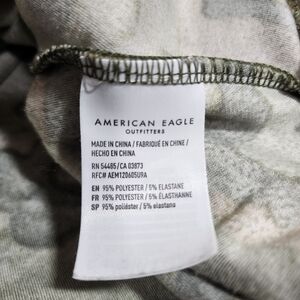 AMERICAN EAGLE
OUTFITTERS
MADE IN CHINA / FABRIQUÉ EN CHINE /
HECHO EN CHINA
RN 54485/CA 03873
RFC# AEM120605U9A
EN 95% POLYESTER / 5% ELASTANE
FR 95% POLYESTER / 5% ÉLASTHANNE
SP 95% poliéster / 5% elastano